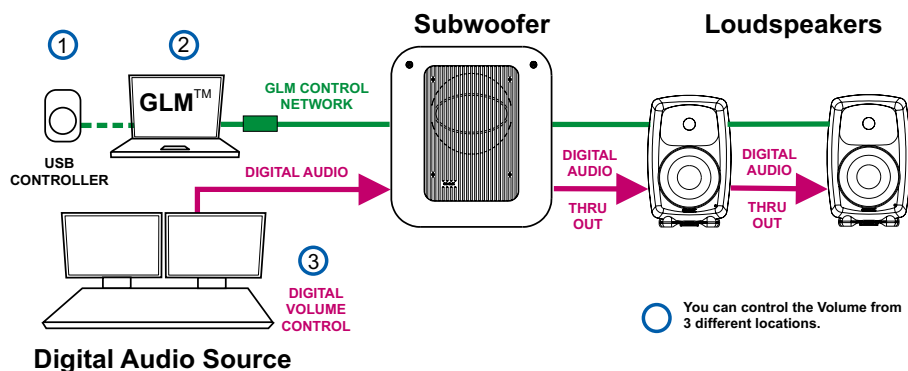 Subwoofer
Loudspeakers
1
2
GLM™
GLM CONTROL
NETWORK
USB
CONTROLLER
DIGITAL AUDIO
DIGITAL
AUDIO
THRU
OUT
DIGITAL
AUDIO
THRU
OUT
3
DIGITAL
VOLUME
CONTROL
You can control the Volume from
3 different locations.
Digital Audio Source